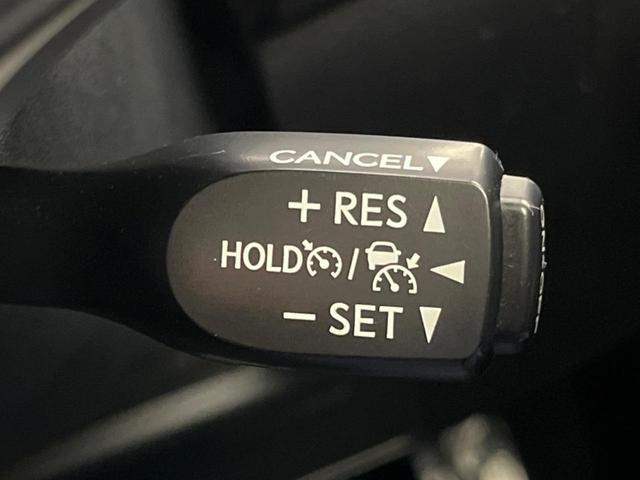 CANCEL▼
+ RES ▲
HOLD / ◀
− SET ▼